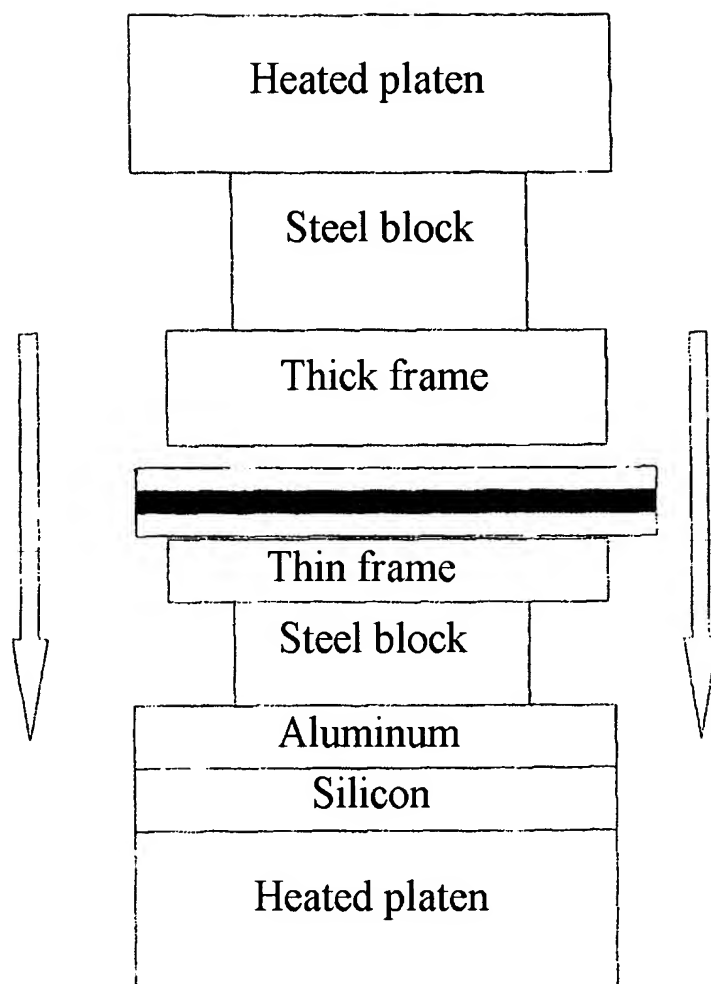 Heated platen
Steel block
Thick frame
Thin frame
Steel block
Aluminum
Silicon
Heated platen